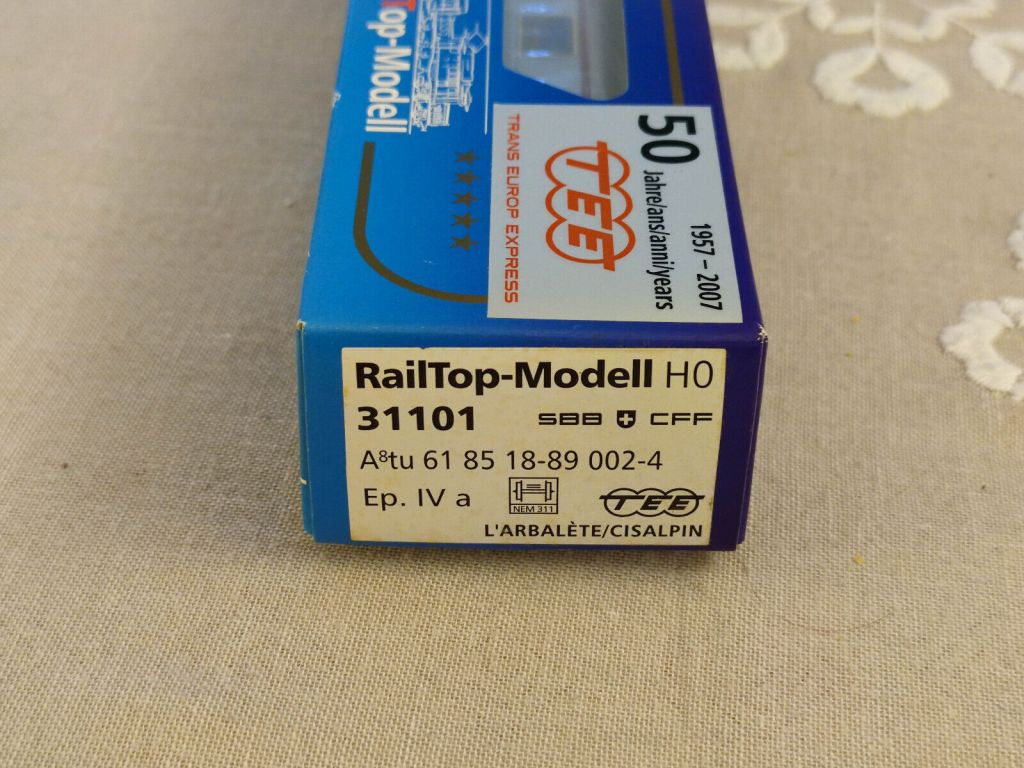 Top-Modell
50 Jahre/ans/anni/years
1957 – 2007
TEE
TRANS EUROP EXPRESS
RailTop-Modell H0
31101 SBB CFF
A⁸tu 61 85 18-89 002-4
Ep. IV a NEM 311 TEE
L'ARBALÈTE/CISALPIN